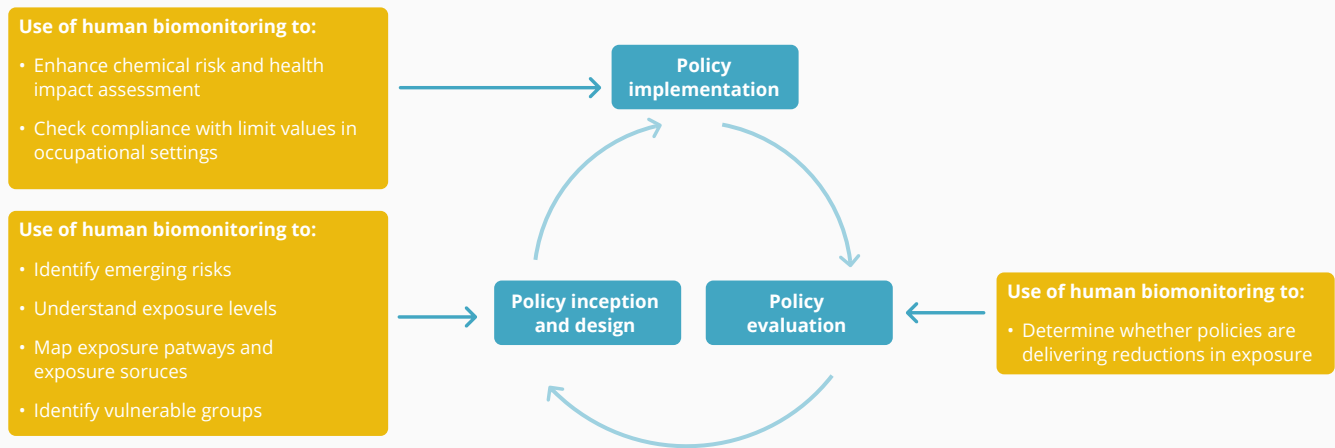 Use of human biomonitoring to:
• Enhance chemical risk and health
impact assessment
• Check compliance with limit values in
occupational settings
Policy
implementation
Use of human biomonitoring to:
• Identify emerging risks
• Understand exposure levels
• Map exposure patways and
exposure soruces
• Identify vulnerable groups
Policy inception
and design
Policy
evaluation
Use of human biomonitoring to:
• Determine whether policies are
delivering reductions in exposure